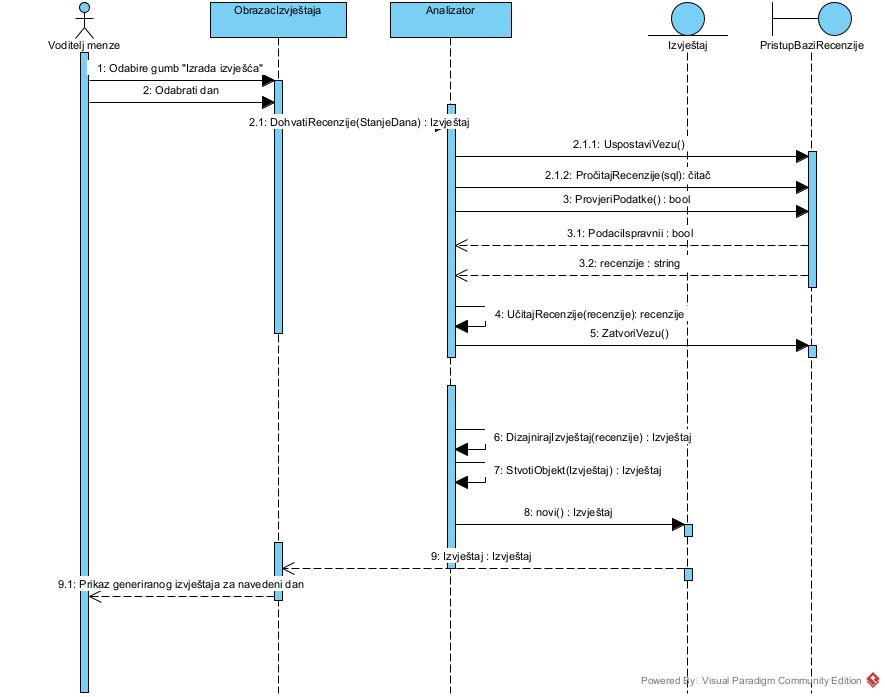 ObrazacIzvještaja
Analizator
Voditelj menze
Izvještaj
PristupBaziRecenzije
1: Odabire gumb "Izrada izvješća"
2: Odabrati dan
2.1: DohvatiRecenzije(StanjeDana) : Izvještaj
2.1.1: UspostaviVezu()
2.1.2: PročitajRecenzije(sql): čitač
3: ProvjeriPodatke() : bool
3.1: PodaciIspravnii : bool
3.2: recenzije : string
4: UčitajRecenzije(recenzije): recenzije
5: ZatvoriVezu()
6: DizajnirajIzvještaj(recenzije) : Izvještaj
7: StvotiObjekt(Izvještaj) : Izvještaj
8: novi() : Izvještaj
9: Izvještaj : Izvještaj
9.1: Prikaz generiranog izvještaja za navedeni dan
Powered By Visual Paradigm Community Edition